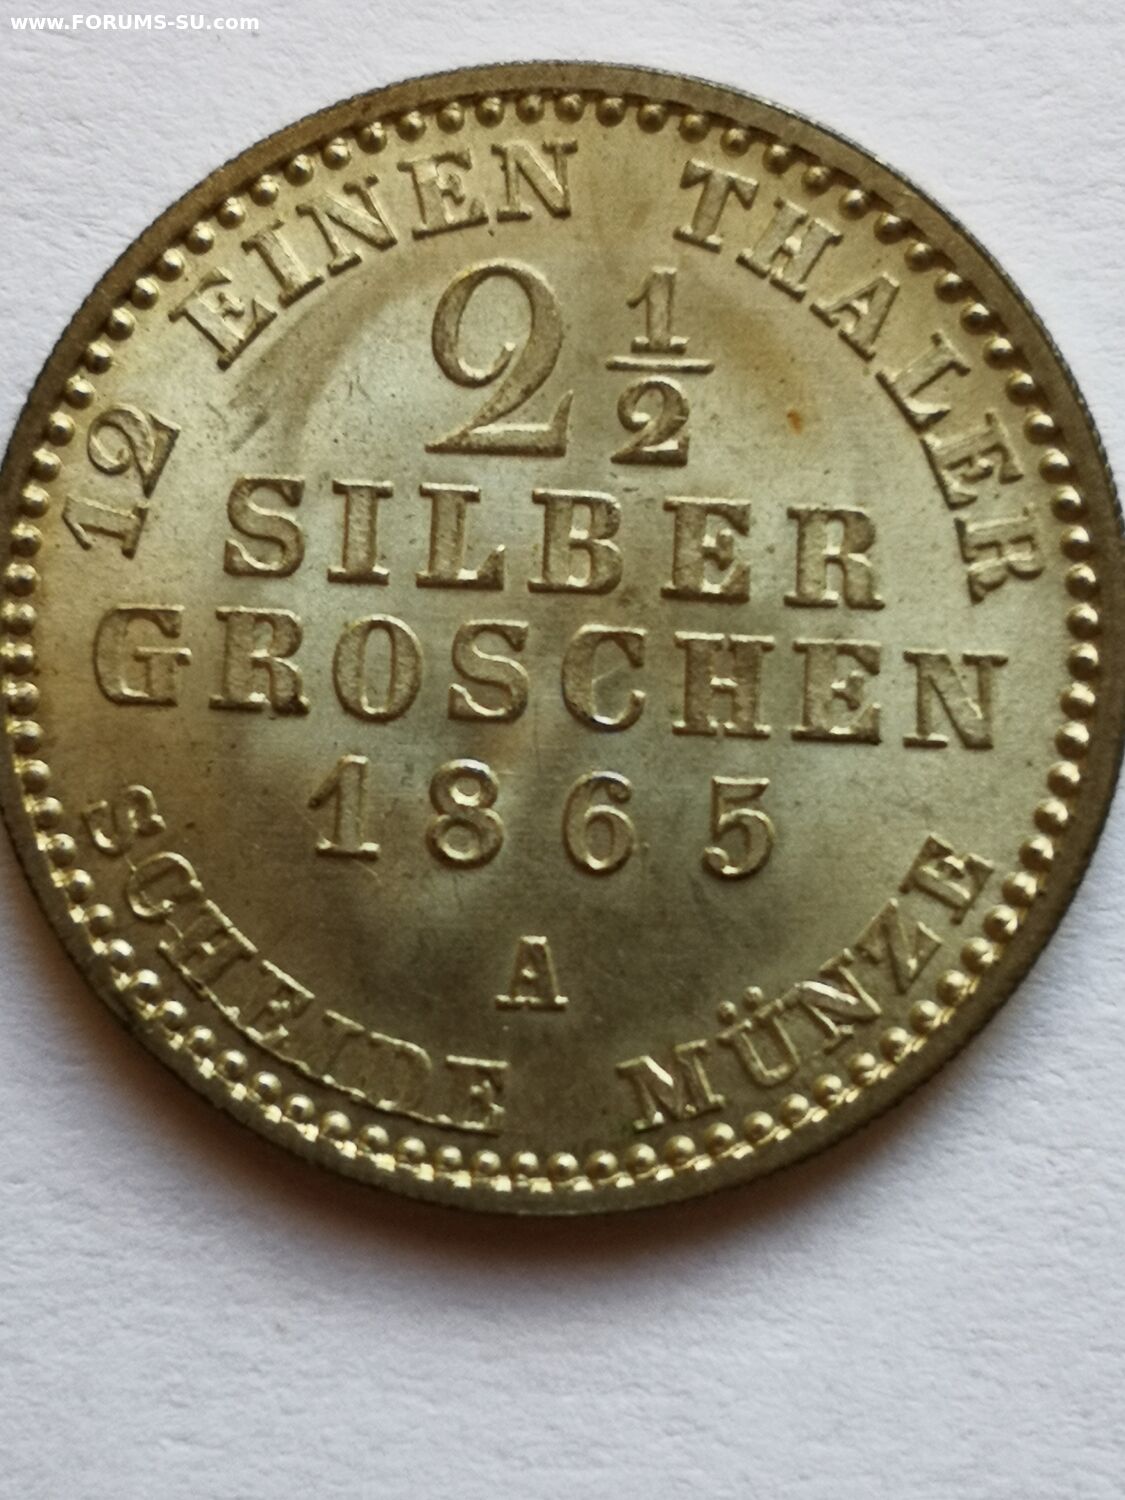 www.FORUMS-SU.com
12 EINEN THALER
2 1/2
SILBER
GROSCHEN
1865
A
SCHEIDE MÜNZE